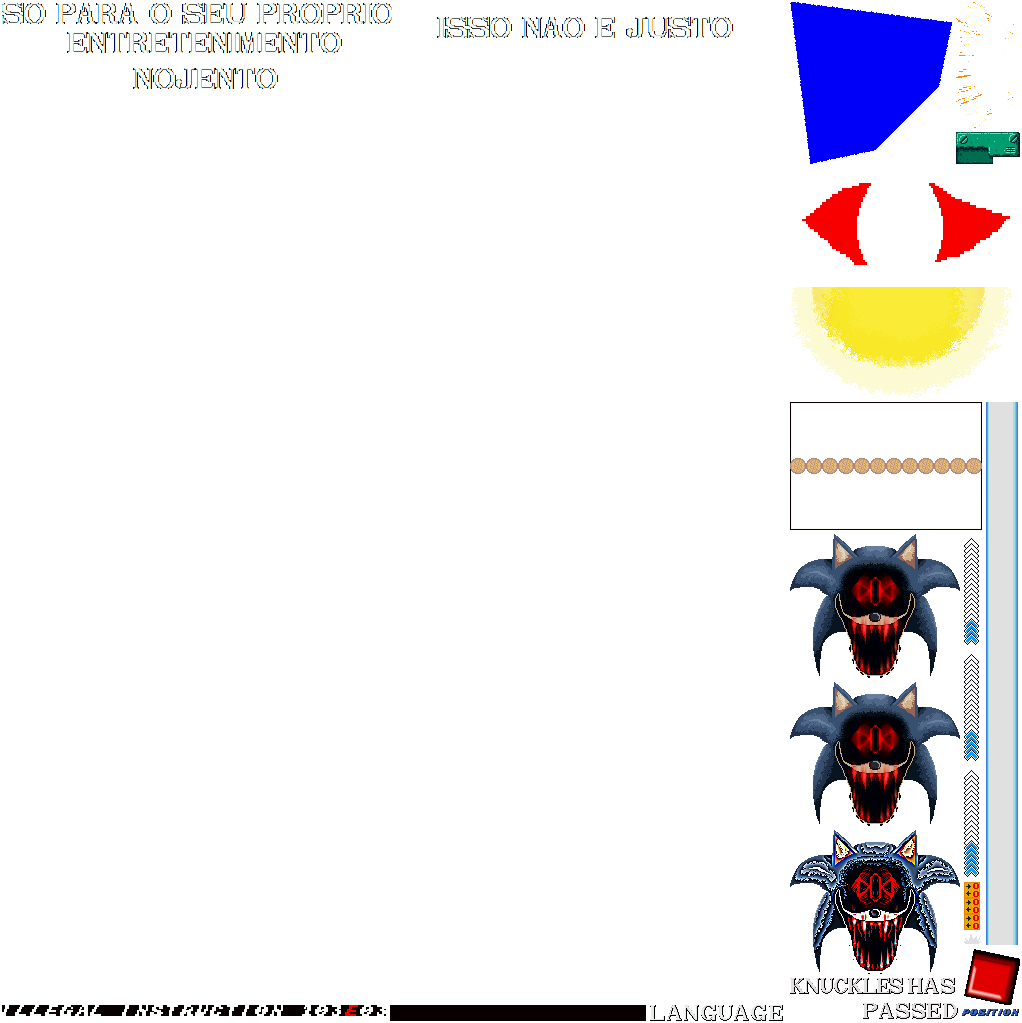 SO PARA O SEU PROPRIO
ENTRETENIMENTO
NOJENTO
ISSO NAO E JUSTO
KNUCKLES HAS
PASSED
POSITION
LANGUAGE
ILLEGAL INSTRUCTION